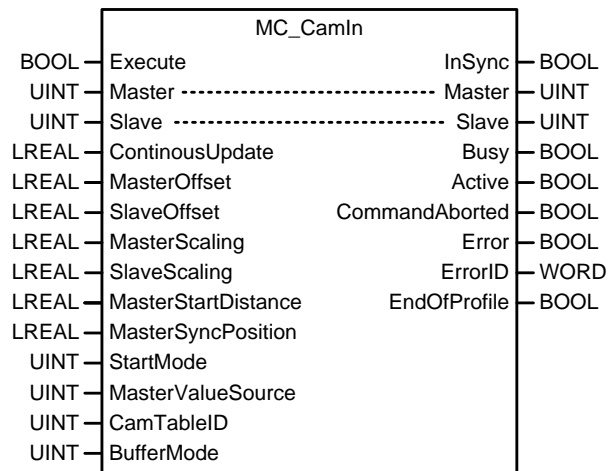 MC_CamIn
BOOL Execute InSync BOOL
UINT Master Master UINT
UINT Slave Slave UINT
LREAL ContinousUpdate Busy BOOL
LREAL MasterOffset Active BOOL
LREAL SlaveOffset CommandAborted BOOL
LREAL MasterScaling Error BOOL
LREAL SlaveScaling ErrorID WORD
LREAL MasterStartDistance EndOfProfile BOOL
LREAL MasterSyncPosition
UINT StartMode
UINT MasterValueSource
UINT CamTableID
UINT BufferMode